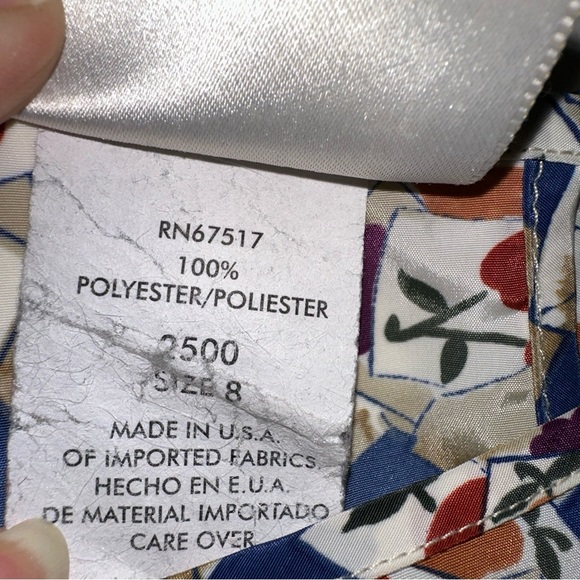 RN67517
100%
POLYESTER/POLIESTER
2500
SIZE 8
MADE IN U.S.A.
OF IMPORTED FABRICS
HECHO EN E.U.A.
DE MATERIAL IMPORTADO
CARE OVER